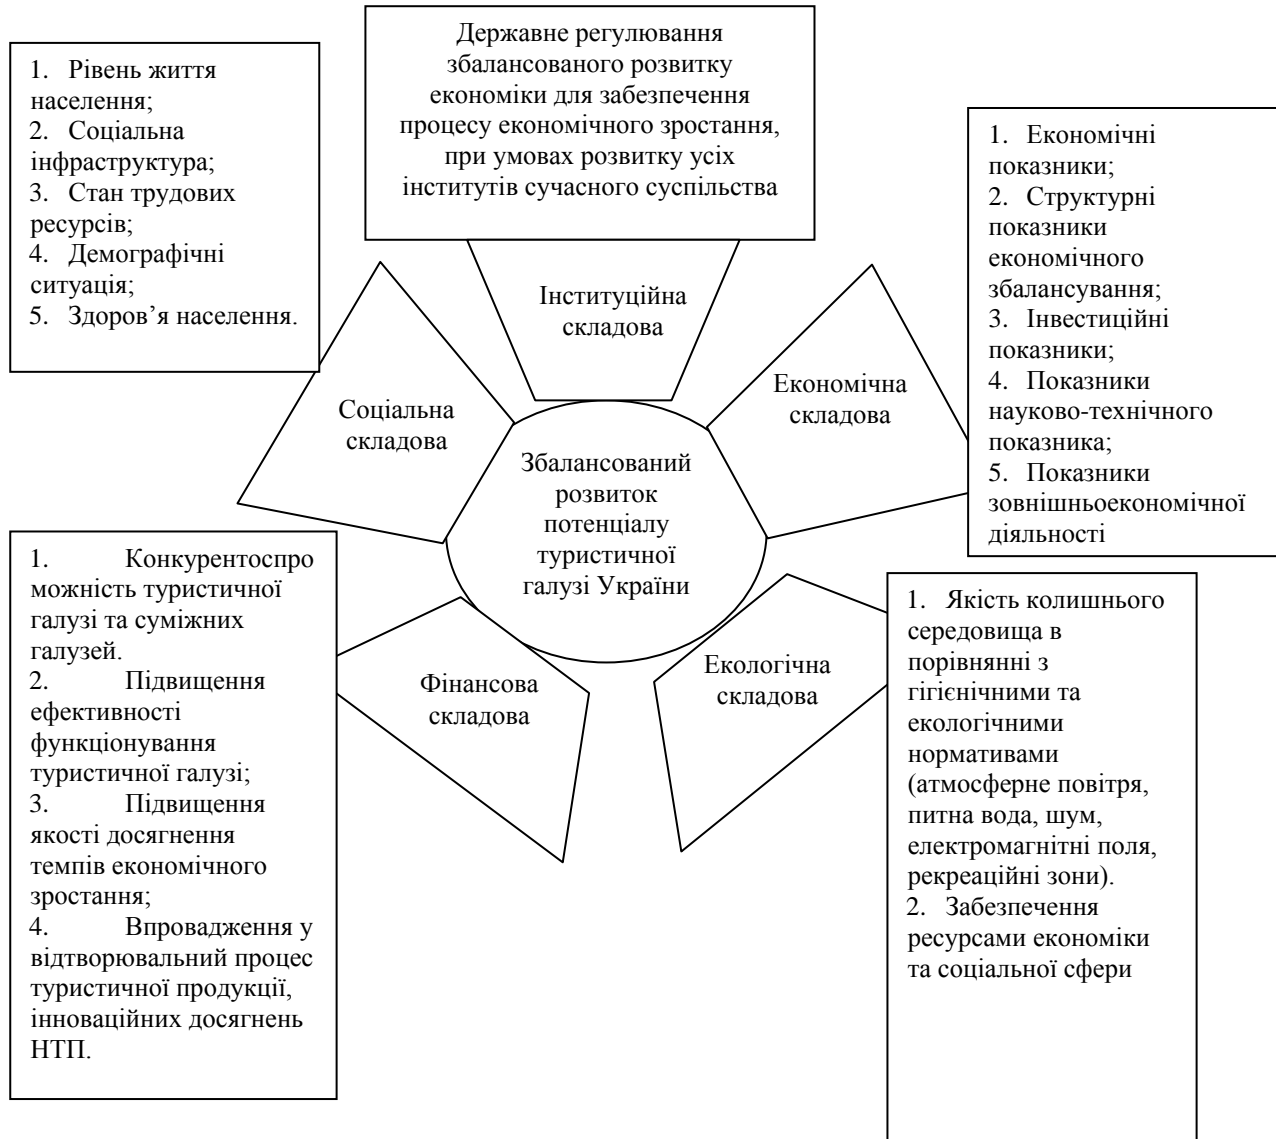 Державне регулювання
збалансованого розвитку
економіки для забезпечення
процесу економічного зростання,
при умовах розвитку усіх
інститутів сучасного суспільства
1. Рівень життя
населення;
2. Соціальна
інфраструктура;
3. Стан трудових
ресурсів;
4. Демографічні
ситуація;
5. Здоров’я населення.
1. Економічні
показники;
2. Структурні
показники
економічного
збалансування;
3. Інвестиційні
показники;
4. Показники
науково-технічного
показника;
5. Показники
зовнішньоекономічної
діяльності
Інституційна
складова
Соціальна
складова
Економічна
складова
Збалансований
розвиток
потенціалу
туристичної
галузі України
Фінансова
складова
Екологічна
складова
1. Конкурентоспро
можність туристичної
галузі та суміжних
галузей.
2. Підвищення
ефективності
функціонування
туристичної галузі;
3. Підвищення
якості досягнення
темпів економічного
зростання;
4. Впровадження у
відтворювальний процес
туристичної продукції,
інноваційних досягнень
НТП.
1. Якість колишнього
середовища в
порівнянні з
гігієнічними та
екологічними
нормативами
(атмосферне повітря,
питна вода, шум,
електромагнітні поля,
рекреаційні зони).
2. Забезпечення
ресурсами економіки
та соціальної сфери